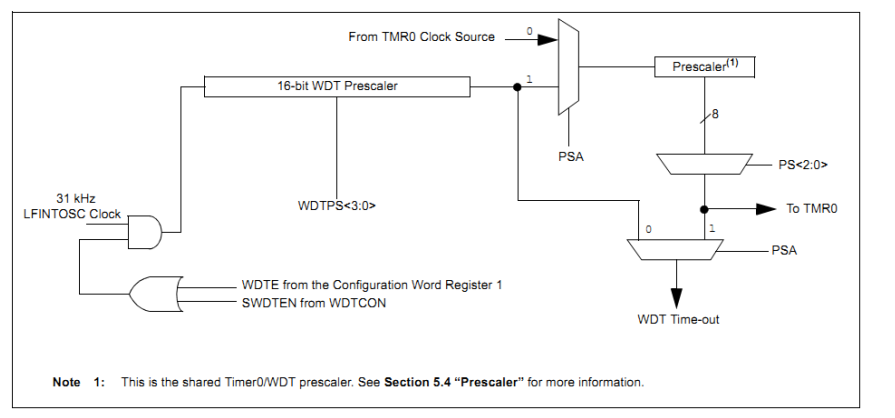 From TMR0 Clock Source
0
1
16-bit WDT Prescaler
Prescaler(1)
8
PSA
PS<2:0>
31 kHz
LFINTOSC Clock
WDTPS<3:0>
To TMR0
0
1
PSA
WDTE from the Configuration Word Register 1
SWDTEN from WDTCON
WDT Time-out
Note 1: This is the shared Timer0/WDT prescaler. See Section 5.4 “Prescaler” for more information.